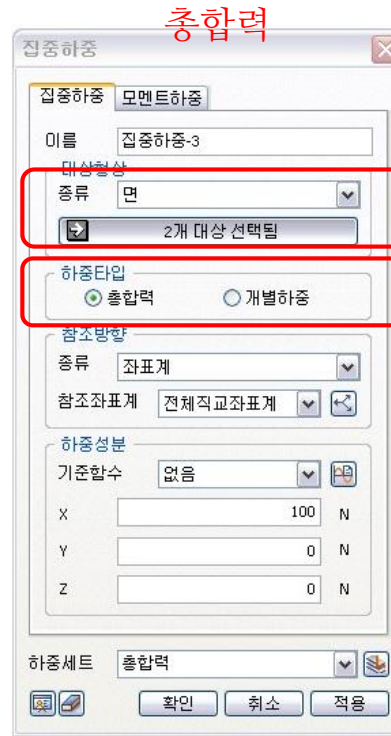 총합력
집중하중
집중하중 모멘트하중
이름 집중하중-3
대상형상
종류 면
2개 대상 선택됨
하중타입
총합력 개별하중
참조방향
종류 좌표계
참조좌표계 전체직교좌표계
하중성분
기준함수 없음
X 100 N
Y 0 N
Z 0 N
하중세트 총합력
확인 취소 적용